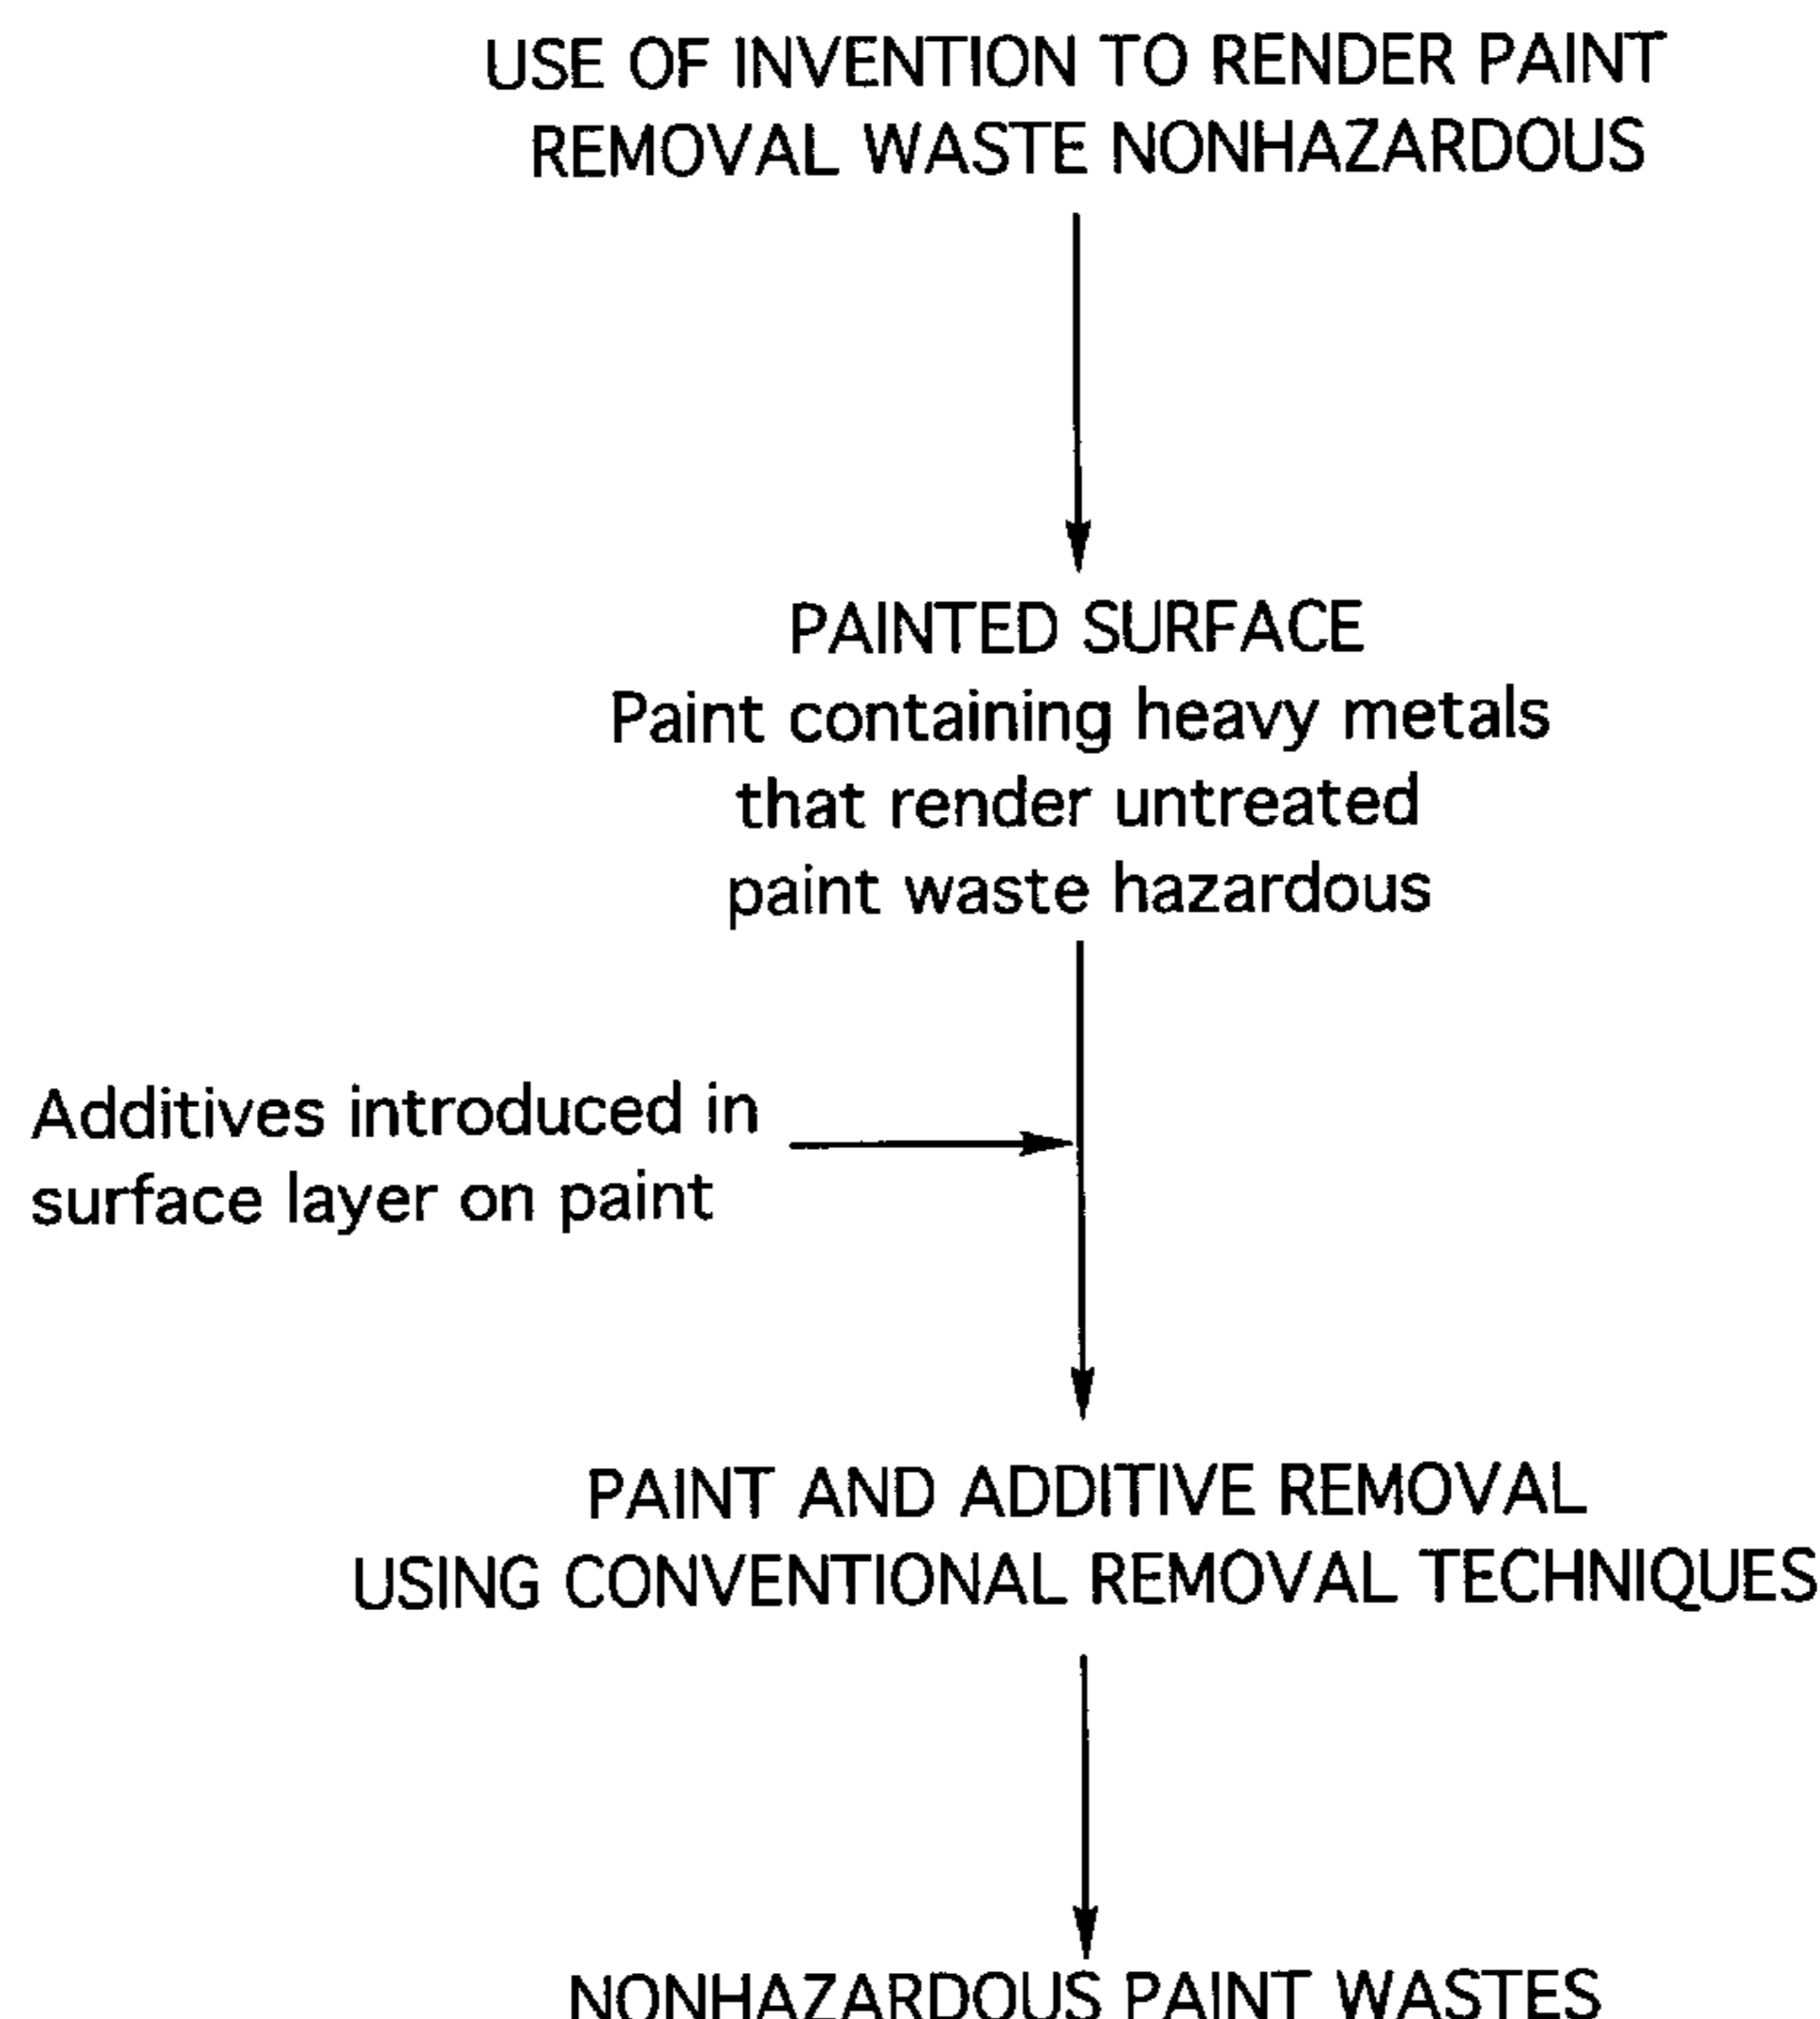 USE OF INVENTION TO RENDER PAINT
REMOVAL WASTE NONHAZARDOUS
PAINTED SURFACE
Paint containing heavy metals
that render untreated
paint waste hazardous
Additives introduced in
surface layer on paint
PAINT AND ADDITIVE REMOVAL
USING CONVENTIONAL REMOVAL TECHNIQUES
NONHAZARDOUS PAINT WASTES